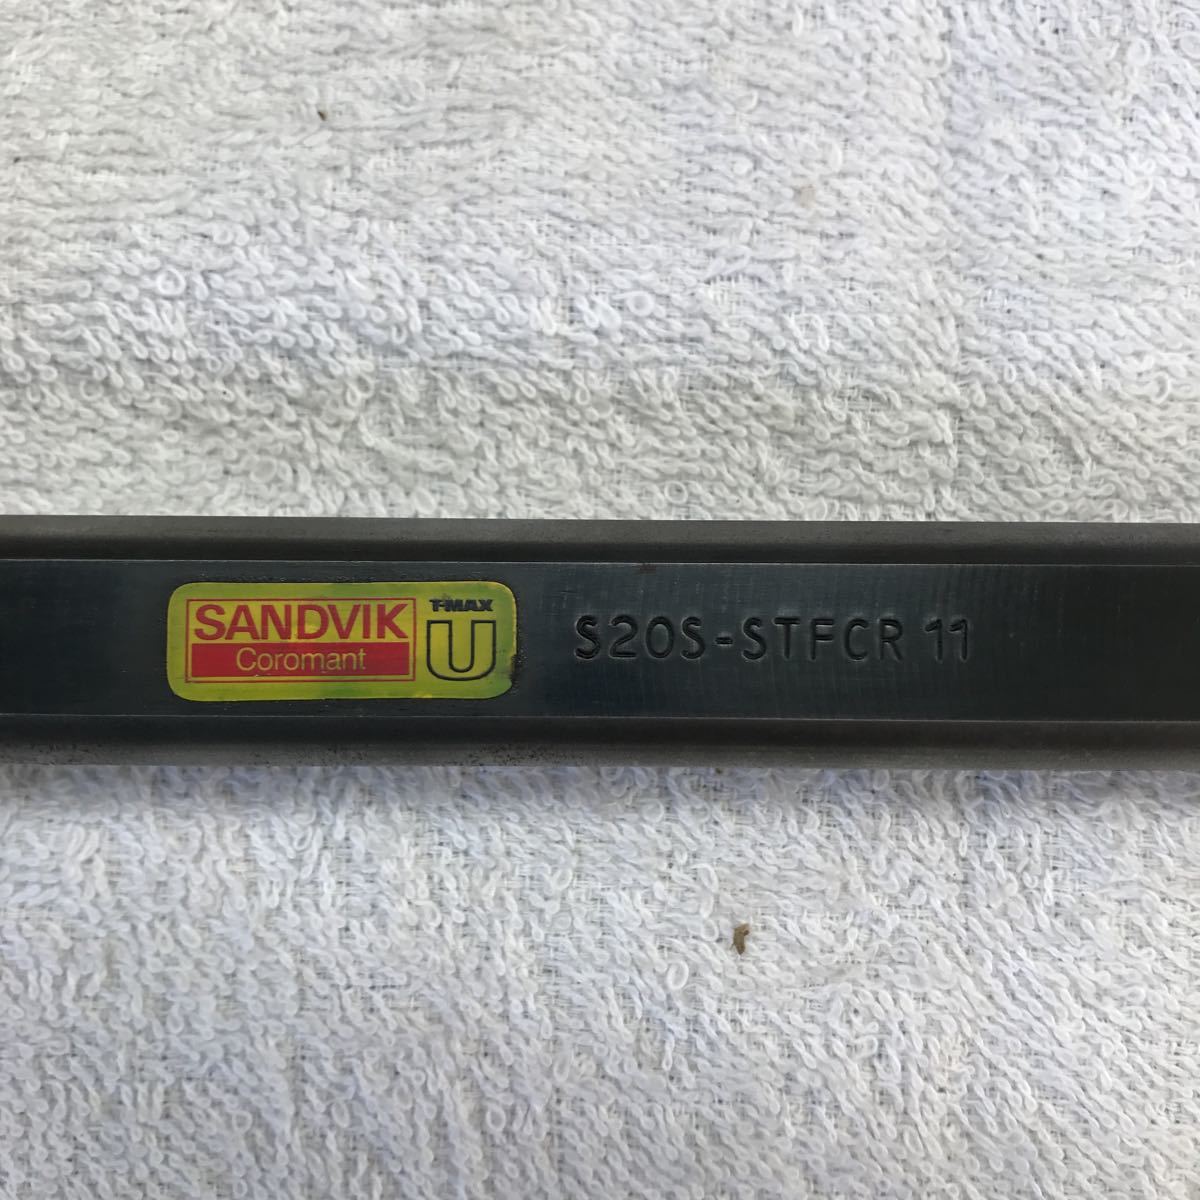 SANDVIK
Coromant
T-MAX
U
S20S-STFCR 11